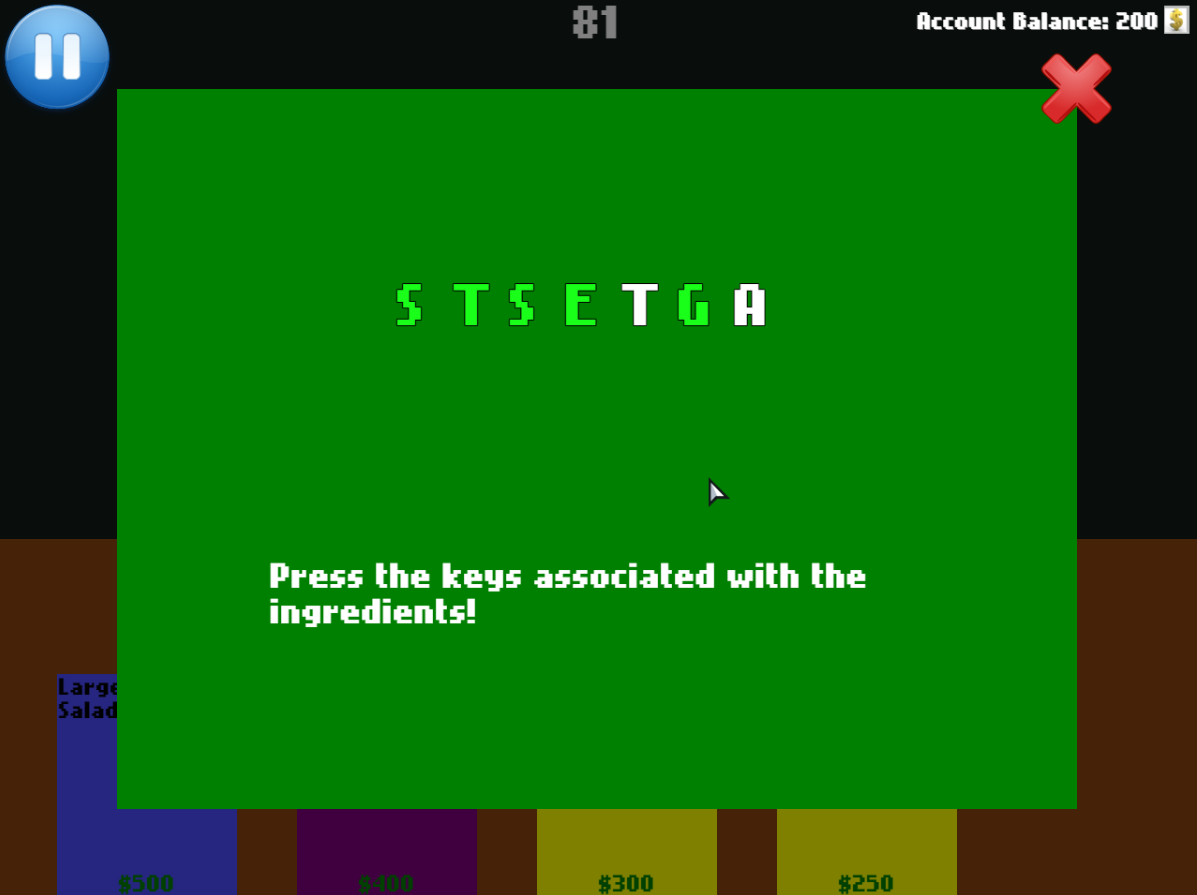 81
Account Balance: 200
S T S E T G A
Press the keys associated with the
ingredients!
Large
Salad
$500 $400 $300 $250